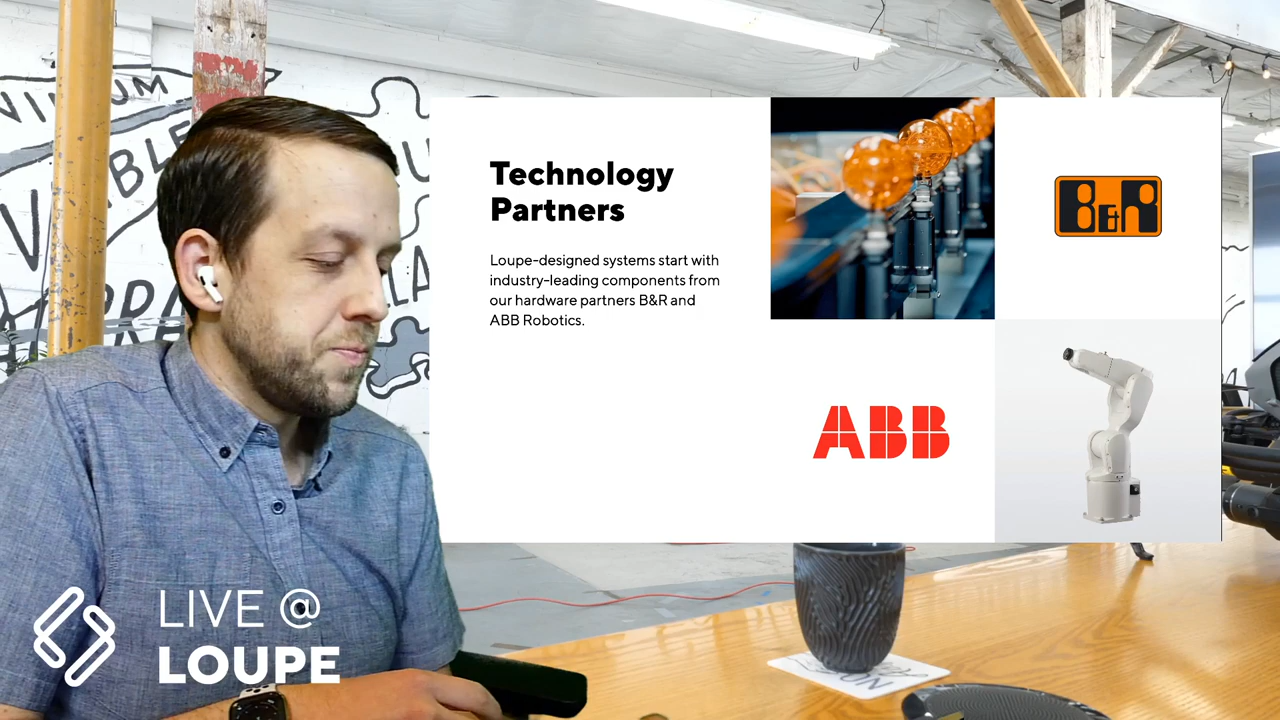 Technology
Partners
Loupe-designed systems start with
industry-leading components from
our hardware partners B&R and
ABB Robotics.
B&R
ABB
LIVE @
LOUPE